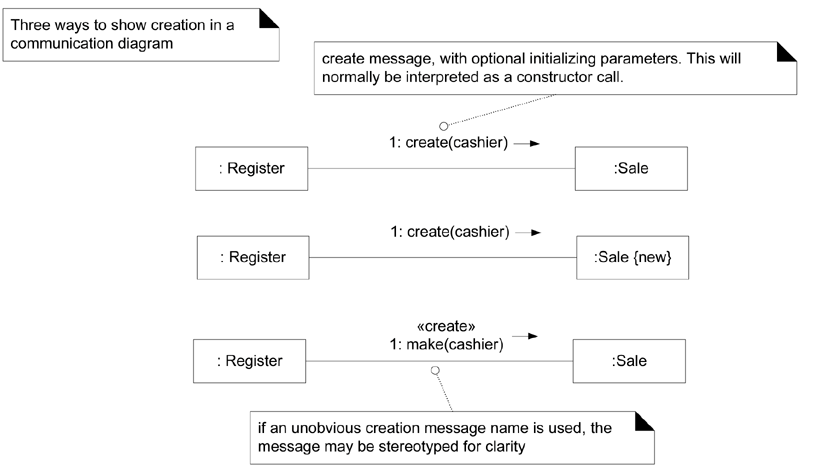 Three ways to show creation in a
communication diagram
create message, with optional initializing parameters. This will
normally be interpreted as a constructor call.
1: create(cashier)
: Register
:Sale
1: create(cashier)
: Register
:Sale {new}
«create»
1: make(cashier)
: Register
:Sale
if an unobvious creation message name is used, the
message may be stereotyped for clarity